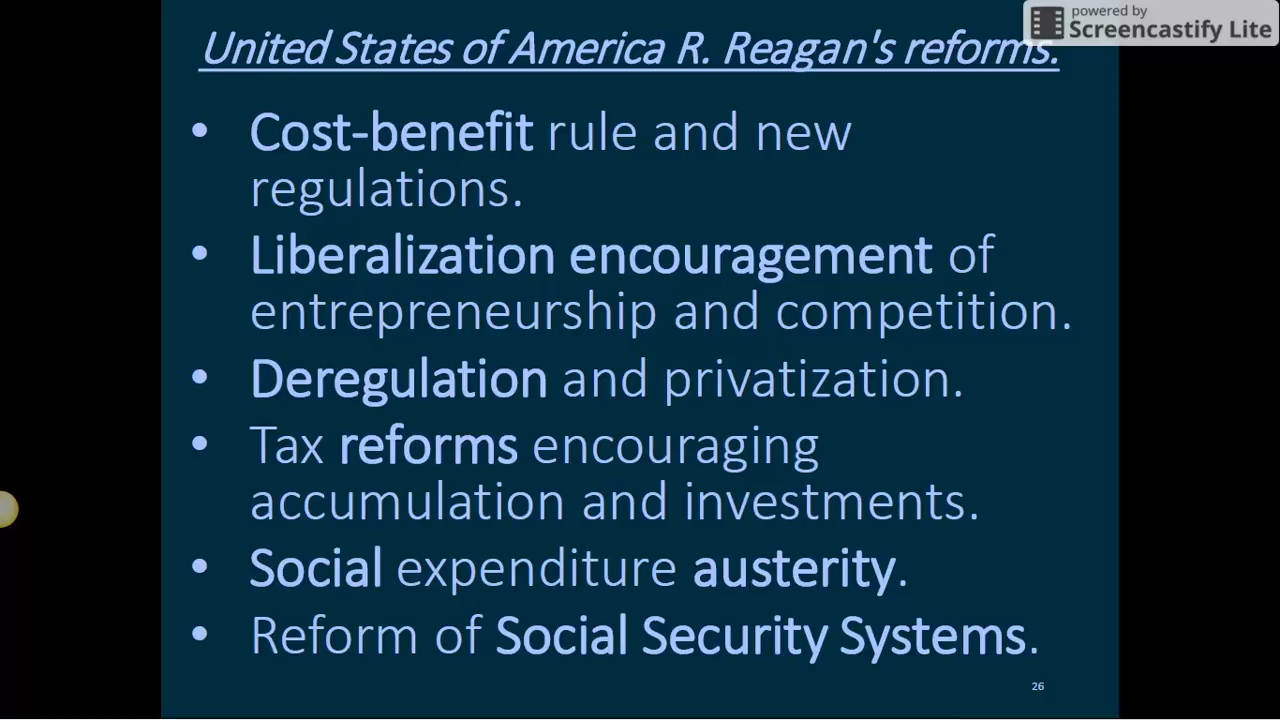 powered by
Screencastify Lite
United States of America R. Reagan's reforms.
• Cost-benefit rule and new
regulations.
• Liberalization encouragement of
entrepreneurship and competition.
• Deregulation and privatization.
• Tax reforms encouraging
accumulation and investments.
• Social expenditure austerity.
• Reform of Social Security Systems.
26